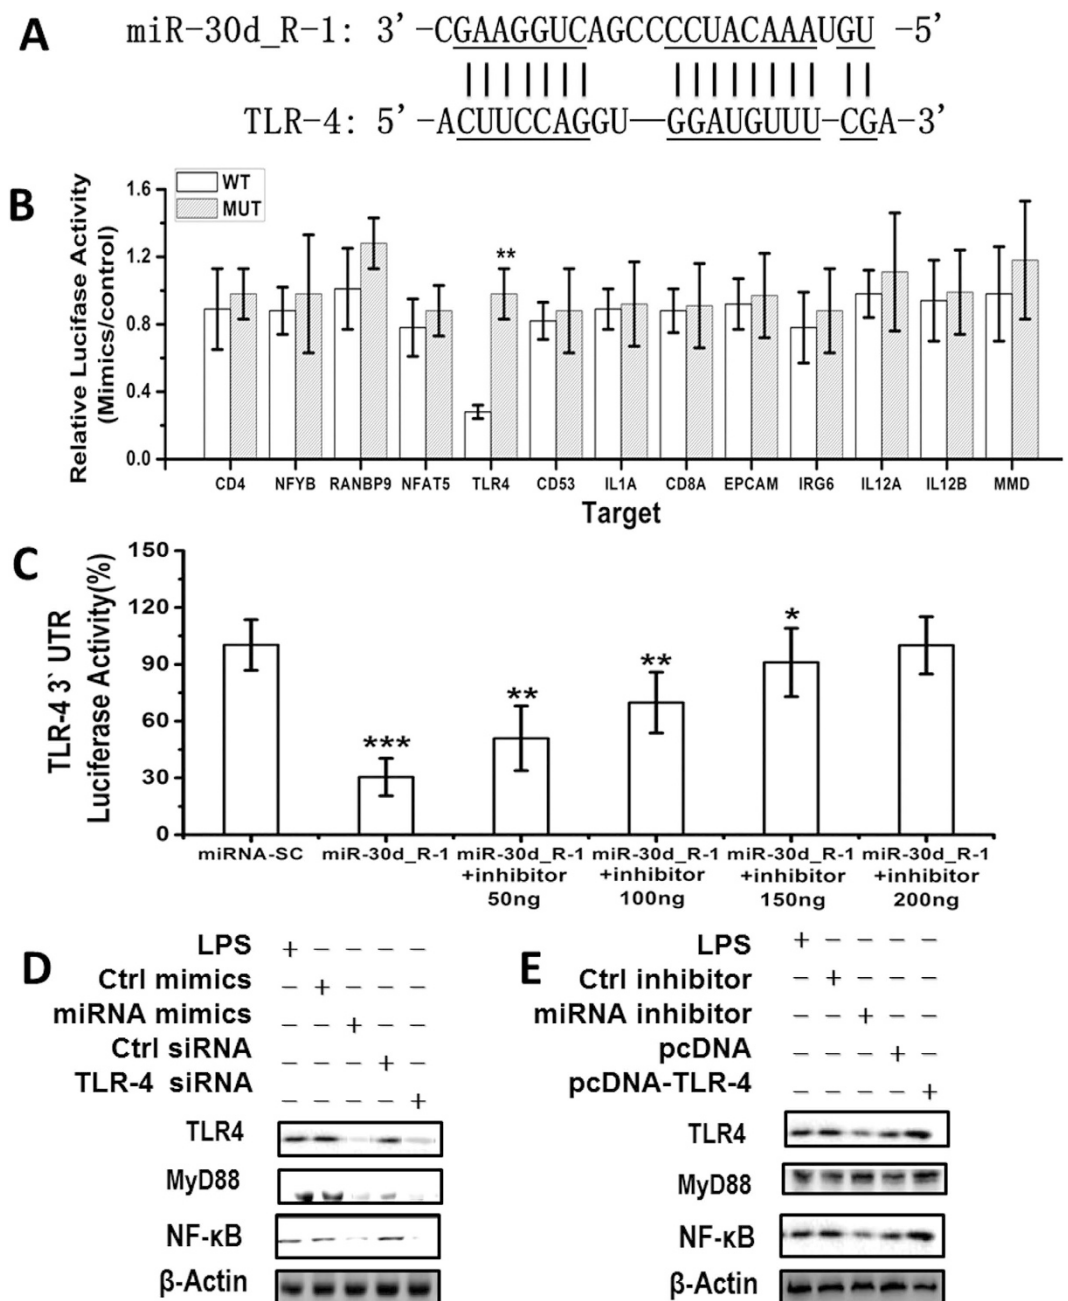 A
miR-30d_R-1: 3' -CGAAGGUCAGCCCCCUACAAAUGU -5'
TLR-4: 5' -ACUUCCAGGU—GGAUGUUU-CGA-3'
B
Relative Lucifase Activity
(Mimics/control)
WT
MUT
1.6
1.2
0.8
0.4
0.0
**
CD4 NFYB RANBP9 NFAT5 TLR4 CD53 IL1A CD8A EPCAM IRG6 IL12A IL12B MMD
Target
C
TLR-4 3` UTR
Luciferase Activity(%)
150
120
90
60
30
0
*** ** ** *
miRNA-SC miR-30d_R-1 miR-30d_R-1 miR-30d_R-1 miR-30d_R-1 miR-30d_R-1
+inhibitor +inhibitor +inhibitor +inhibitor
50ng 100ng 150ng 200ng
D
LPS + − − − −
Ctrl mimics − + − − −
miRNA mimics − − + − −
Ctrl siRNA − − − + −
TLR-4 siRNA − − − − +
TLR4
MyD88
NF-κB
β-Actin
E
LPS + − − − −
Ctrl inhibitor − + − − −
miRNA inhibitor − − + − −
pcDNA − − − + −
pcDNA-TLR-4 − − − − +
TLR4
MyD88
NF-κB
β-Actin